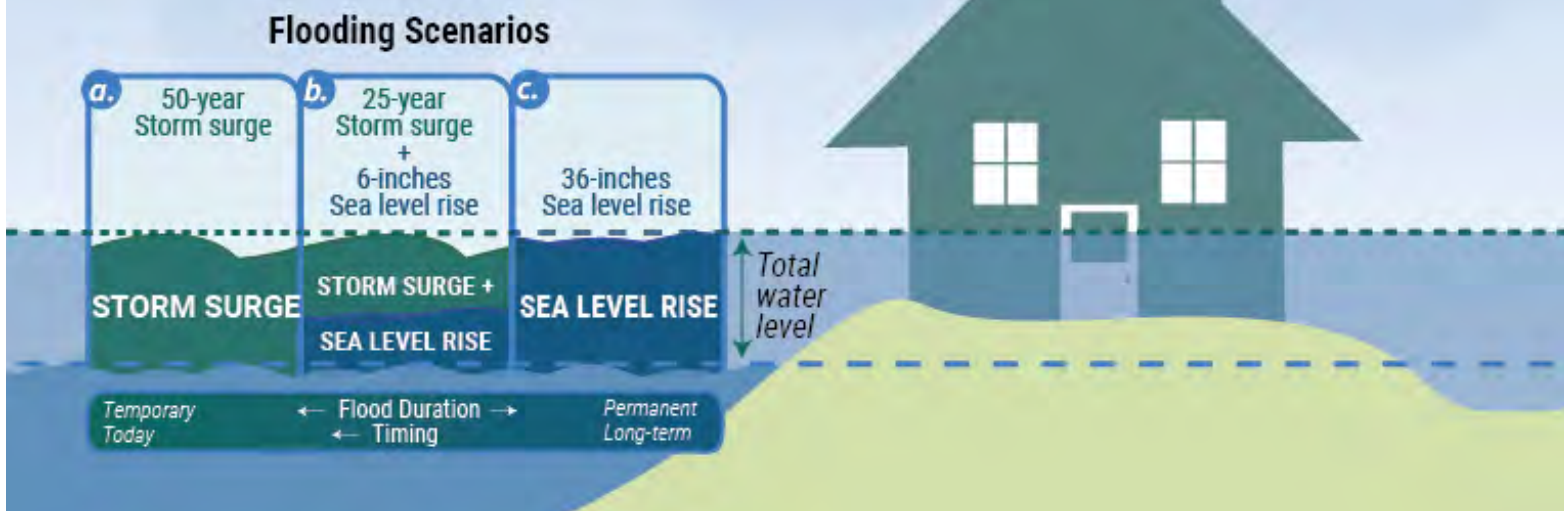 Flooding Scenarios
a.
50-year
Storm surge
b.
25-year
Storm surge
+
6-inches
Sea level rise
c.
36-inches
Sea level rise
STORM SURGE
STORM SURGE +
SEA LEVEL RISE
SEA LEVEL RISE
Total
water
level
Temporary
Today
← Flood Duration →
← Timing
Permanent
Long-term